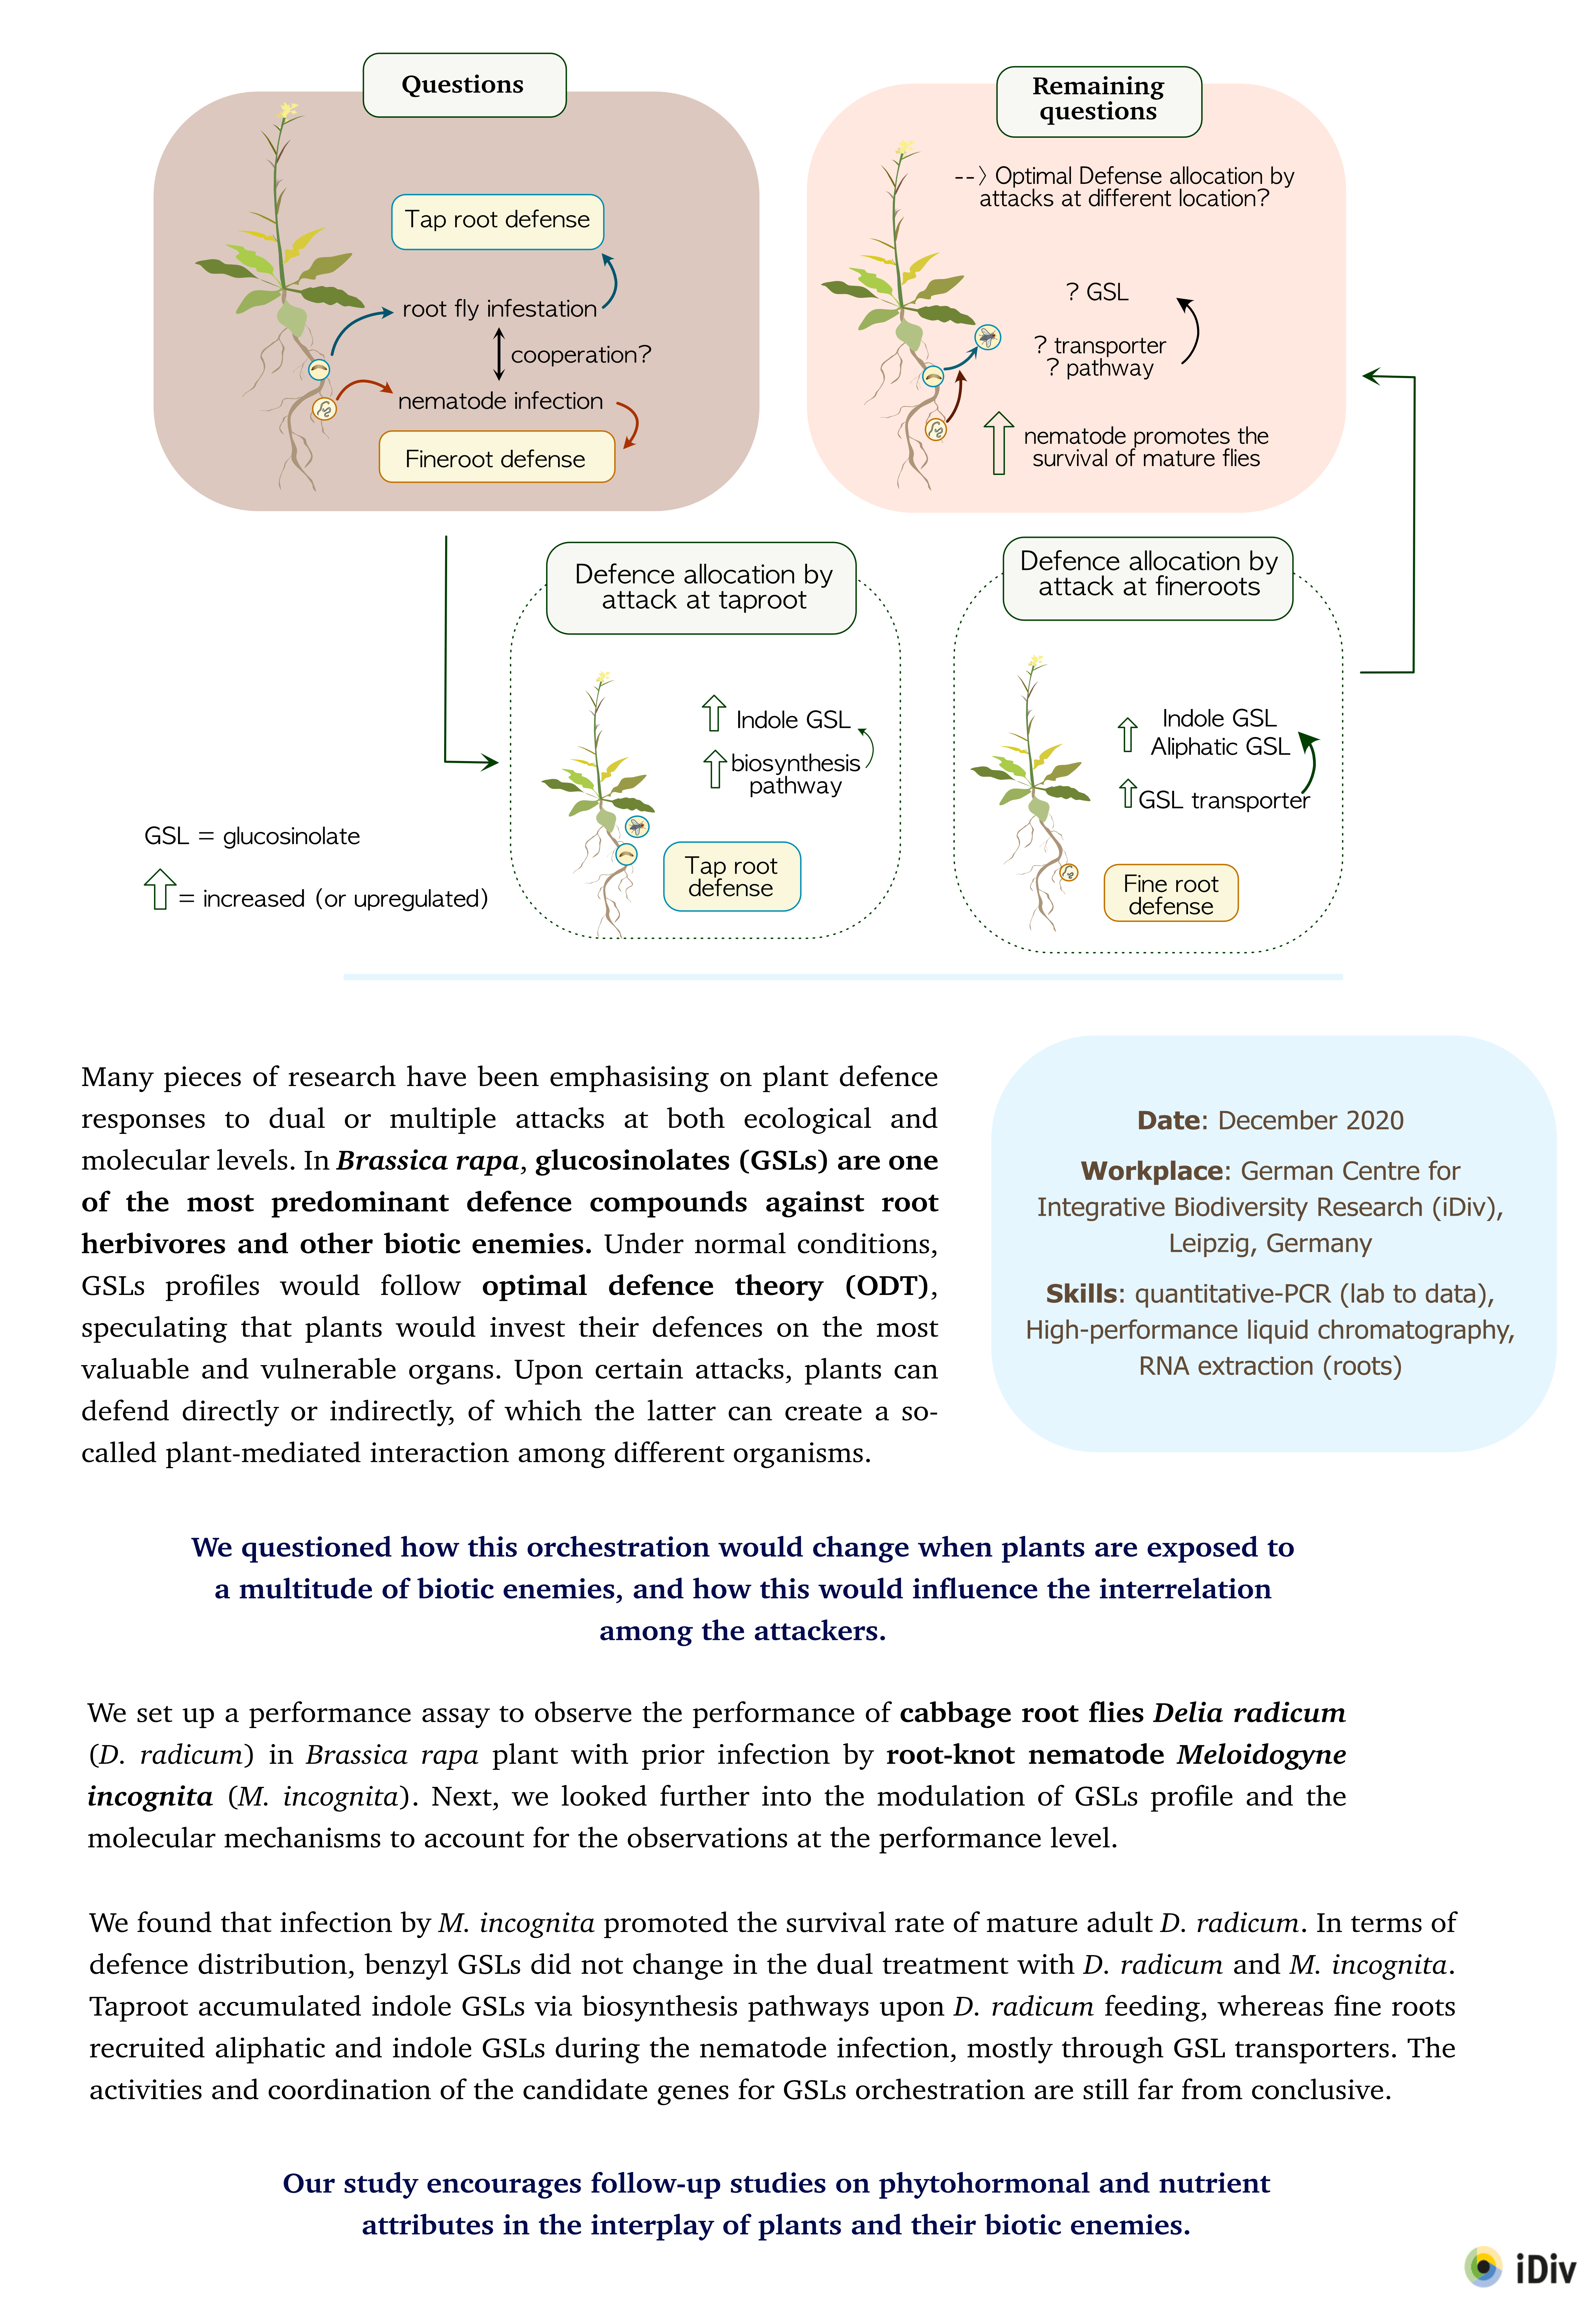 Questions
Tap root defense
root fly infestation
cooperation?
nematode infection
Fineroot defense
Remaining
questions
--> Optimal Defense allocation by
attacks at different location?
? GSL
? transporter
? pathway
nematode promotes the
survival of mature flies
Defence allocation by
attack at taproot
Indole GSL
biosynthesis
pathway
Tap root
defense
Defence allocation by
attack at fineroots
Indole GSL
Aliphatic GSL
GSL transporter
Fine root
defense
GSL = glucosinolate
= increased (or upregulated)
Many pieces of research have been emphasising on plant defence
responses to dual or multiple attacks at both ecological and
molecular levels. In Brassica rapa, glucosinolates (GSLs) are one
of the most predominant defence compounds against root
herbivores and other biotic enemies. Under normal conditions,
GSLs profiles would follow optimal defence theory (ODT),
speculating that plants would invest their defences on the most
valuable and vulnerable organs. Upon certain attacks, plants can
defend directly or indirectly, of which the latter can create a so-
called plant-mediated interaction among different organisms.
Date: December 2020
Workplace: German Centre for
Integrative Biodiversity Research (iDiv),
Leipzig, Germany
Skills: quantitative-PCR (lab to data),
High-performance liquid chromatography,
RNA extraction (roots)
We questioned how this orchestration would change when plants are exposed to
a multitude of biotic enemies, and how this would influence the interrelation
among the attackers.
We set up a performance assay to observe the performance of cabbage root flies Delia radicum
(D. radicum) in Brassica rapa plant with prior infection by root-knot nematode Meloidogyne
incognita (M. incognita). Next, we looked further into the modulation of GSLs profile and the
molecular mechanisms to account for the observations at the performance level.
We found that infection by M. incognita promoted the survival rate of mature adult D. radicum. In terms of
defence distribution, benzyl GSLs did not change in the dual treatment with D. radicum and M. incognita.
Taproot accumulated indole GSLs via biosynthesis pathways upon D. radicum feeding, whereas fine roots
recruited aliphatic and indole GSLs during the nematode infection, mostly through GSL transporters. The
activities and coordination of the candidate genes for GSLs orchestration are still far from conclusive.
Our study encourages follow-up studies on phytohormonal and nutrient
attributes in the interplay of plants and their biotic enemies.
iDiv